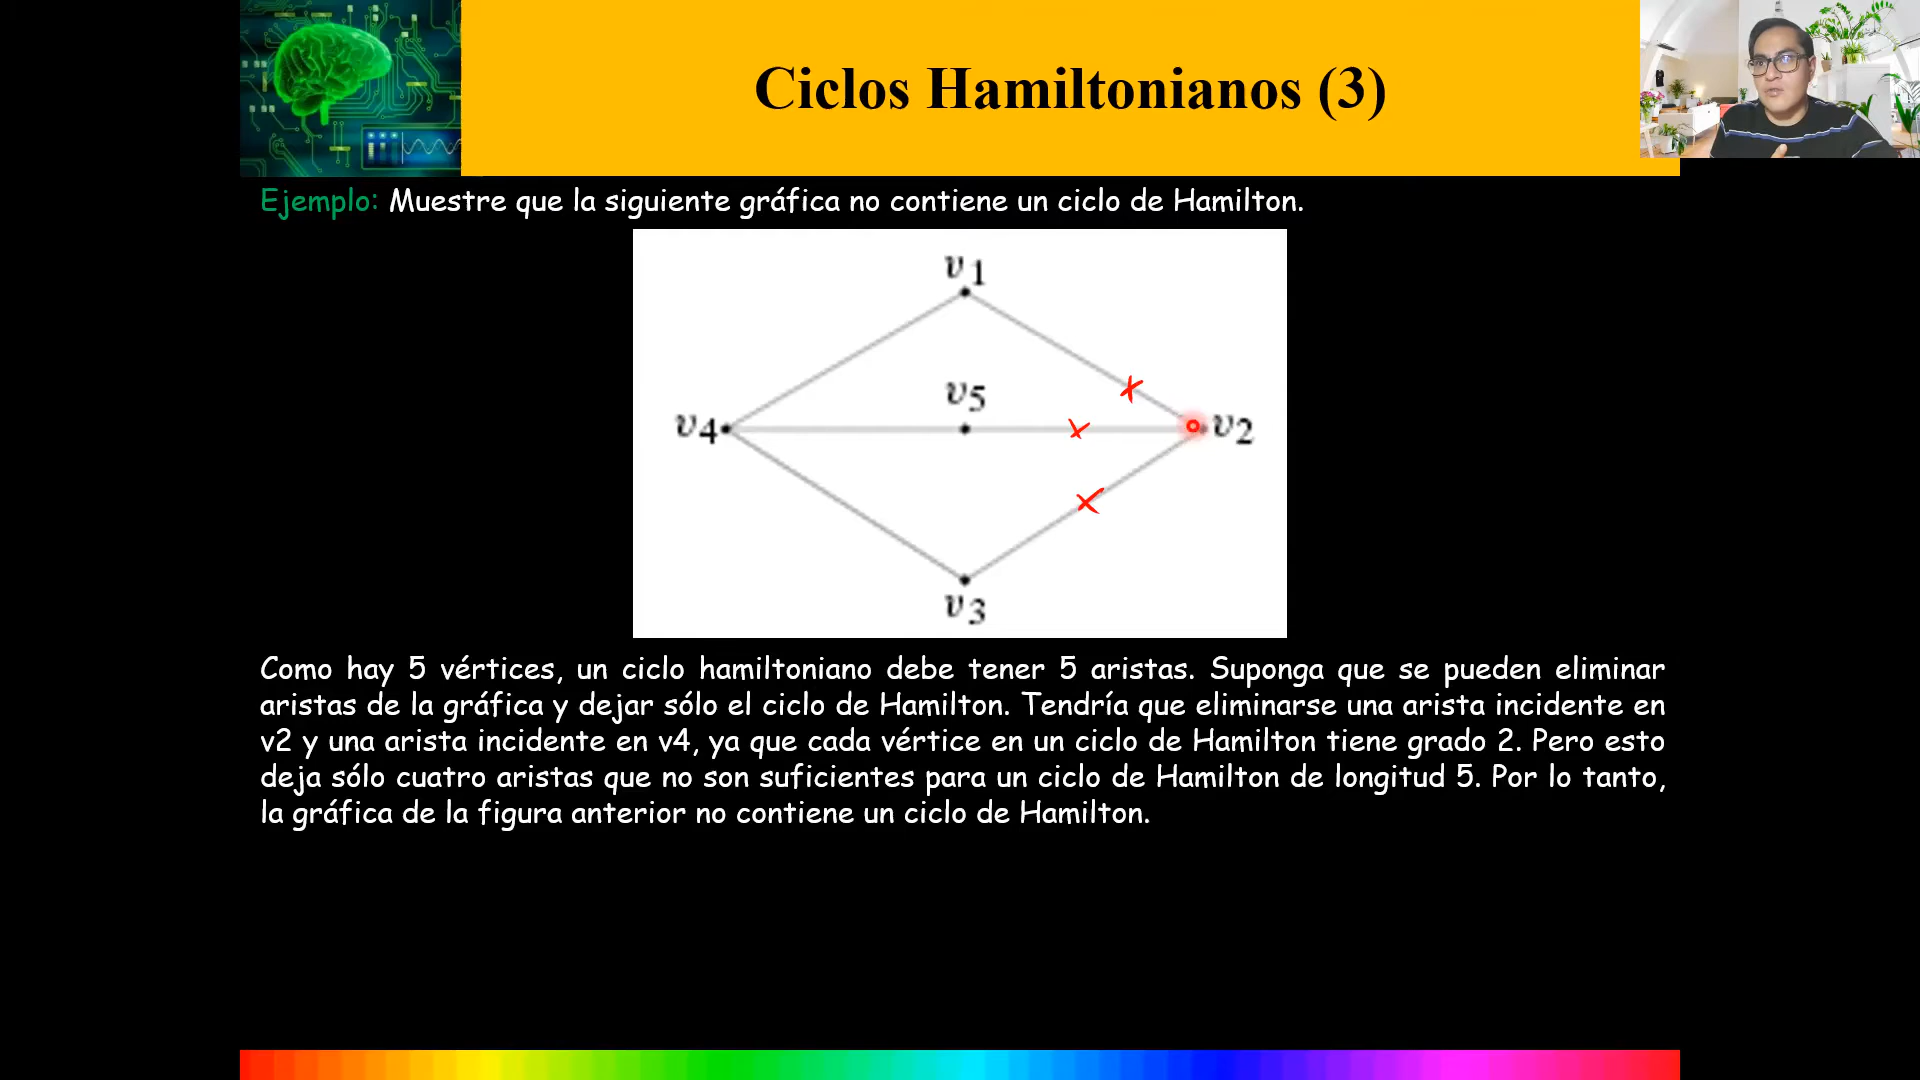 Ciclos Hamiltonianos (3)
Ejemplo: Muestre que la siguiente gráfica no contiene un ciclo de Hamilton.
v1
v5
v4
v2
v3
Como hay 5 vértices, un ciclo hamiltoniano debe tener 5 aristas. Suponga que se pueden eliminar
aristas de la gráfica y dejar sólo el ciclo de Hamilton. Tendría que eliminarse una arista incidente en
v2 y una arista incidente en v4, ya que cada vértice en un ciclo de Hamilton tiene grado 2. Pero esto
deja sólo cuatro aristas que no son suficientes para un ciclo de Hamilton de longitud 5. Por lo tanto,
la gráfica de la figura anterior no contiene un ciclo de Hamilton.